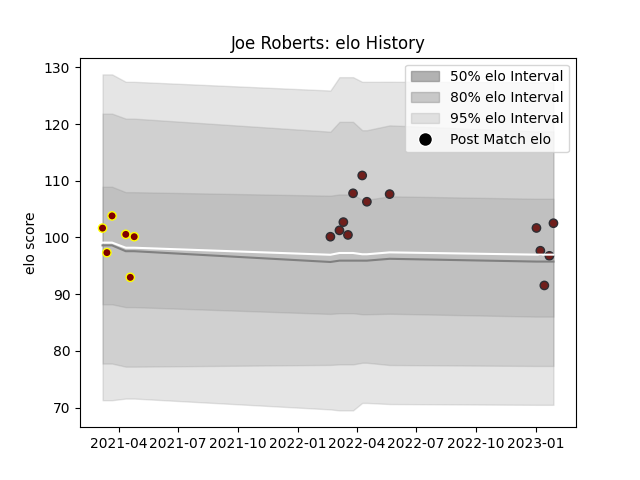 Joe Roberts: elo History
50% elo Interval
80% elo Interval
95% elo Interval
Post Match elo
elo score
130
120
110
100
90
80
70
2021-04 2021-07 2021-10 2022-01 2022-04 2022-07 2022-10 2023-01